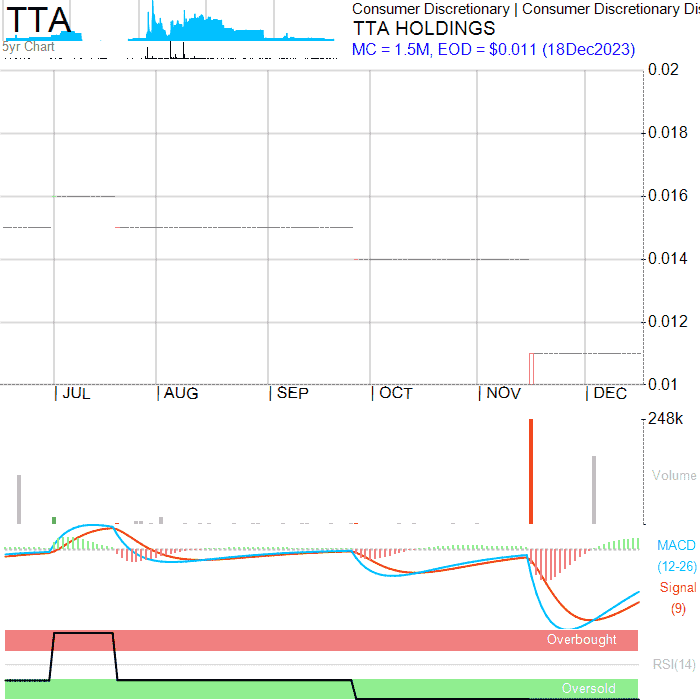 TTA
5yr Chart
Consumer Discretionary | Consumer Discretionary Dis
TTA HOLDINGS
MC = 1.5M, EOD = $0.011 (18Dec2023)
0.02
0.018
0.016
0.014
0.012
0.01
|JUL |AUG |SEP |OCT |NOV |DEC
248k
Volume
MACD
(12-26)
Signal
(9)
Overbought
RSI(14)
Oversold